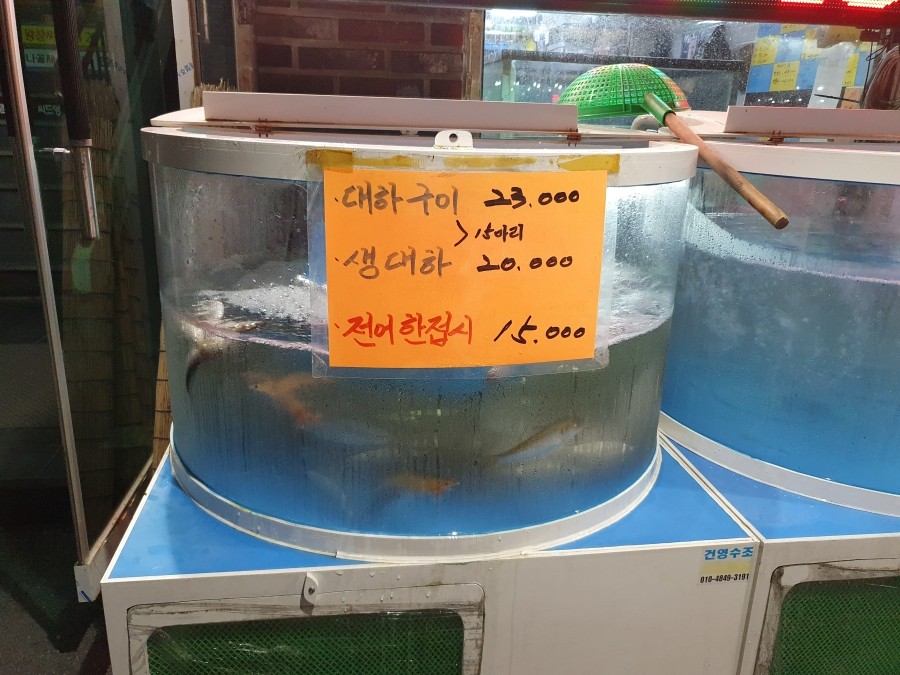 · 대하구이 23.000
> 15마리
· 생대하 20.000
· 전어한접시 15.000
건영수조
010-4849-3191